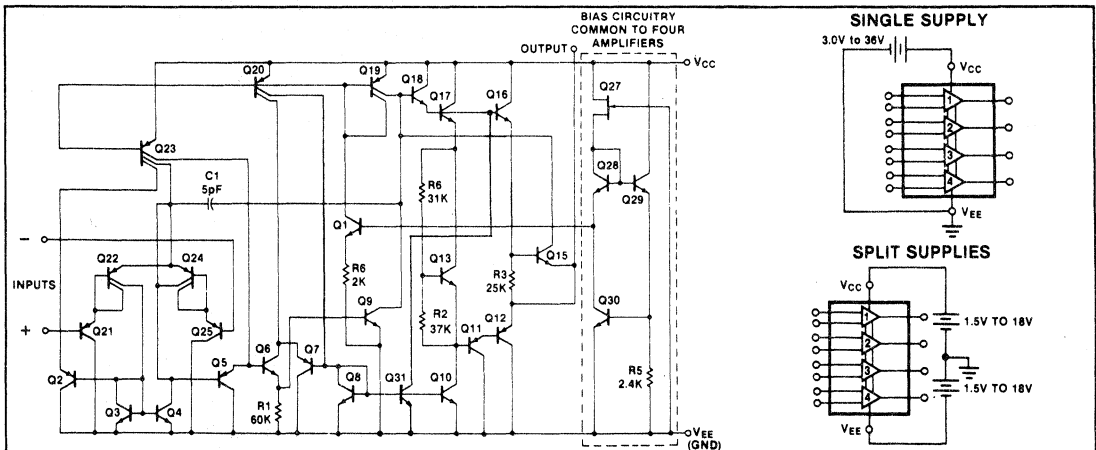 BIAS CIRCUITRY
COMMON TO FOUR
AMPLIFIERS
OUTPUT
VCC
Q20
Q19
Q18
Q17
Q16
Q27
Q23
C1
5pF
R6
31K
Q28
Q29
Q1
Q22
Q24
INPUTS
−
+
Q21
Q25
R6
2K
Q13
R3
25K
Q15
Q9
R2
37K
Q11
Q12
Q30
Q2
Q5
Q6
Q7
Q8
Q31
Q10
R5
2.4K
Q3
Q4
R1
60K
VEE
(GND)
SINGLE SUPPLY
3.0V to 36V
VCC
1
2
3
4
VEE
SPLIT SUPPLIES
VCC
1
2
3
4
1.5V TO 18V
1.5V TO 18V
VEE